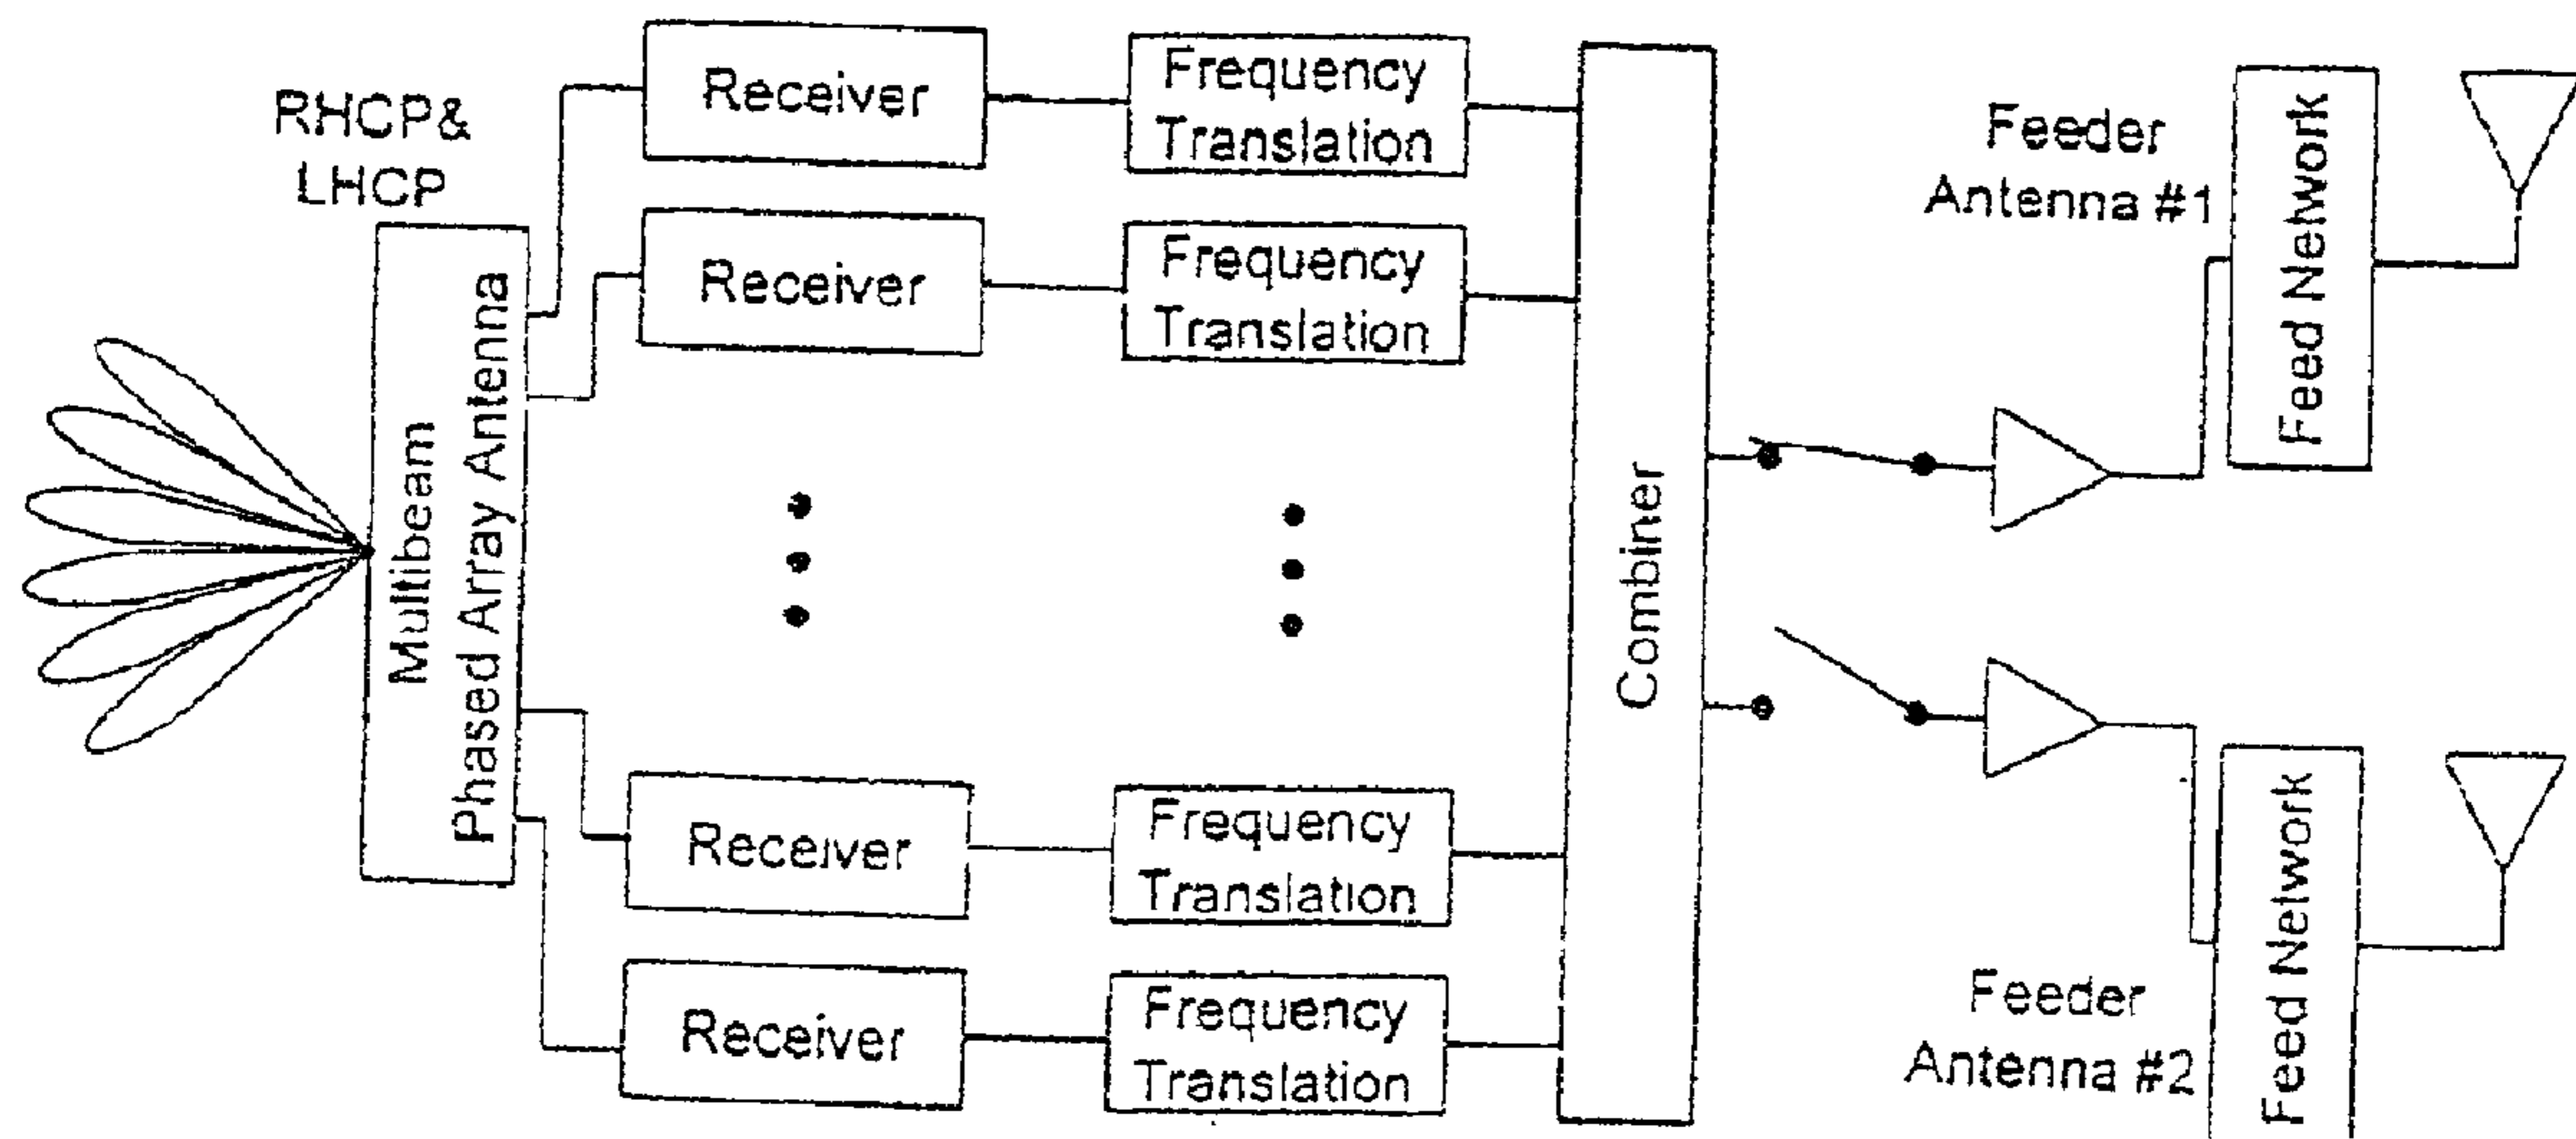 RHCP&
LHCP
Multibeam
Phased Array Antenna
Receiver
Frequency
Translation
Receiver
Frequency
Translation
Receiver
Frequency
Translation
Receiver
Frequency
Translation
Combiner
Feeder
Antenna #1
Feed Network
Feeder
Antenna #2
Feed Network